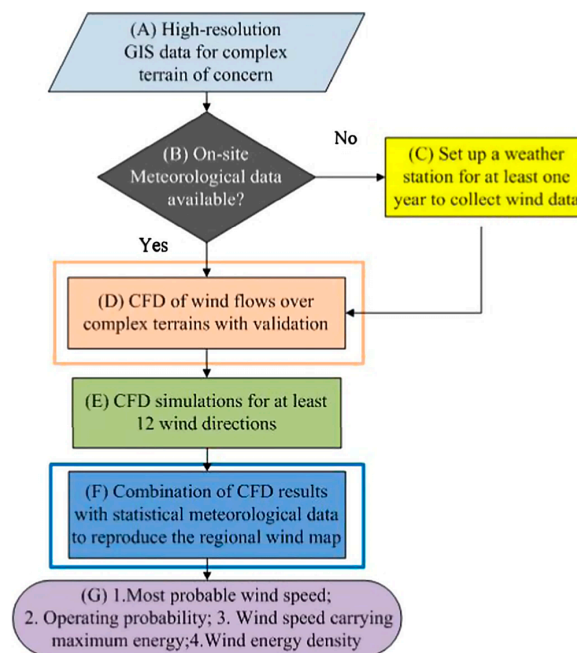 (A) High-resolution
GIS data for complex
terrain of concern
(B) On-site
Meteorological data
available?
No
(C) Set up a weather
station for at least one
year to collect wind data
Yes
(D) CFD of wind flows over
complex terrains with validation
(E) CFD simulations for at least
12 wind directions
(F) Combination of CFD results
with statistical meteorological data
to reproduce the regional wind map
(G) 1.Most probable wind speed;
2. Operating probability; 3. Wind speed carrying
maximum energy;4.Wind energy density